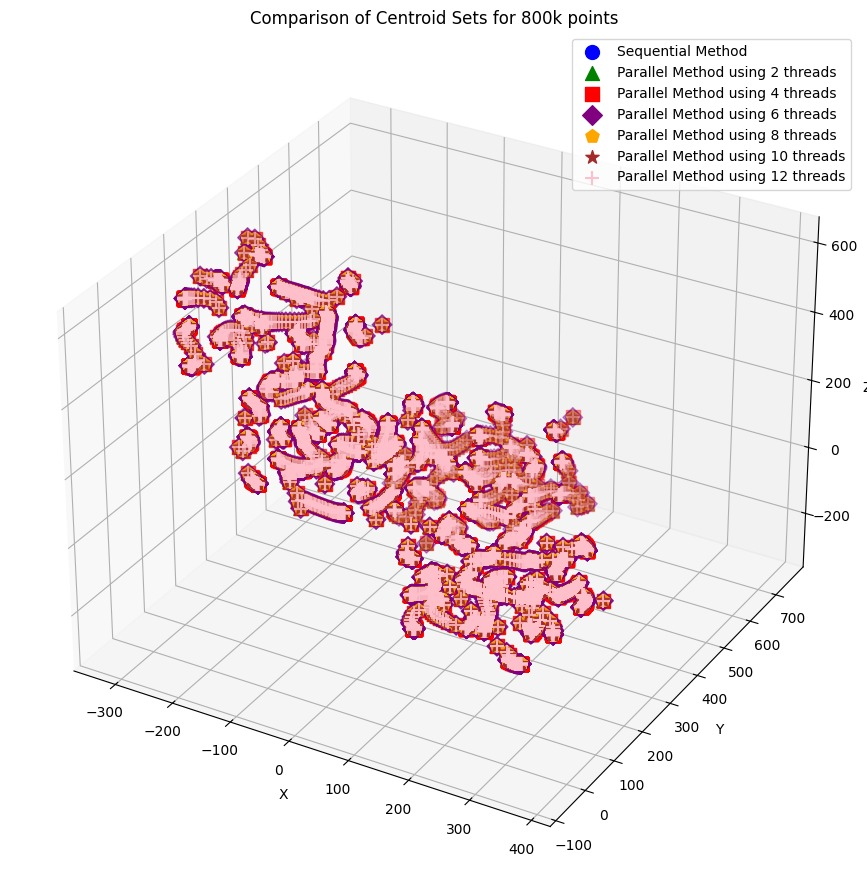 Comparison of Centroid Sets for 800k points
Sequential Method
Parallel Method using 2 threads
Parallel Method using 4 threads
Parallel Method using 6 threads
Parallel Method using 8 threads
Parallel Method using 10 threads
Parallel Method using 12 threads
600
400
200
0
−200
Z
700
600
500
400
300
200
100
0
−100
Y
−300
−200
−100
0
100
200
300
400
X